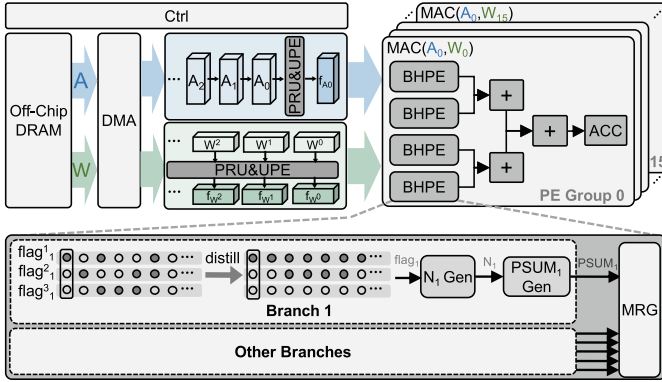 Ctrl
MAC(A0,W15)
MAC(A0,W0)
Off-Chip
DRAM
A
W
DMA
... A2 A1 A0 PRU&UPE fA0
... W2 W1 W0
PRU&UPE
... fW2 fW1 fW0
BHPE
BHPE
BHPE
BHPE
+
+
+
ACC
15
PE Group 0
flag11
flag21
flag31
...
...
...
distill
...
...
...
flag1
N1 Gen
N1
PSUM1
Gen
PSUM1
MRG
Branch 1
Other Branches